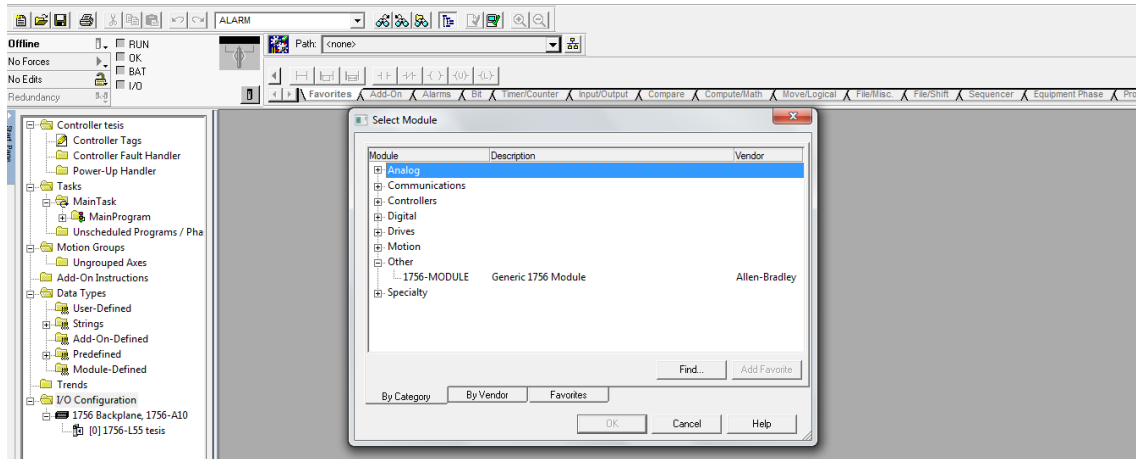 ALARM
Offline
RUN
Path: <none>
No Forces
OK
BAT
No Edits
I/O
Redundancy
Favorites Add-On Alarms Bit Timer/Counter Input/Output Compare Compute/Math Move/Logical File/Misc. File/Shift Sequencer Equipment Phase
Start Page
Controller tesis
Controller Tags
Controller Fault Handler
Power-Up Handler
Tasks
MainTask
MainProgram
Unscheduled Programs / Pha
Motion Groups
Ungrouped Axes
Add-On Instructions
Data Types
User-Defined
Strings
Add-On-Defined
Predefined
Module-Defined
Trends
I/O Configuration
1756 Backplane, 1756-A10
[0] 1756-L55 tesis
Select Module
Module Description Vendor
Analog
Communications
Controllers
Digital
Drives
Motion
Other
1756-MODULE Generic 1756 Module Allen-Bradley
Specialty
Find... Add Favorite
By Category By Vendor Favorites
OK Cancel Help